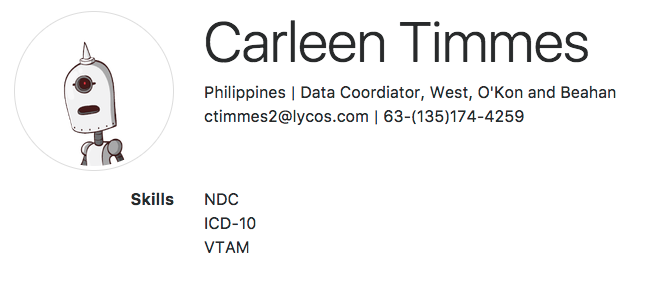 Carleen Timmes
Philippines | Data Coordiator, West, O'Kon and Beahan
ctimmes2@lycos.com | 63-(135)174-4259
Skills NDC
ICD-10
VTAM